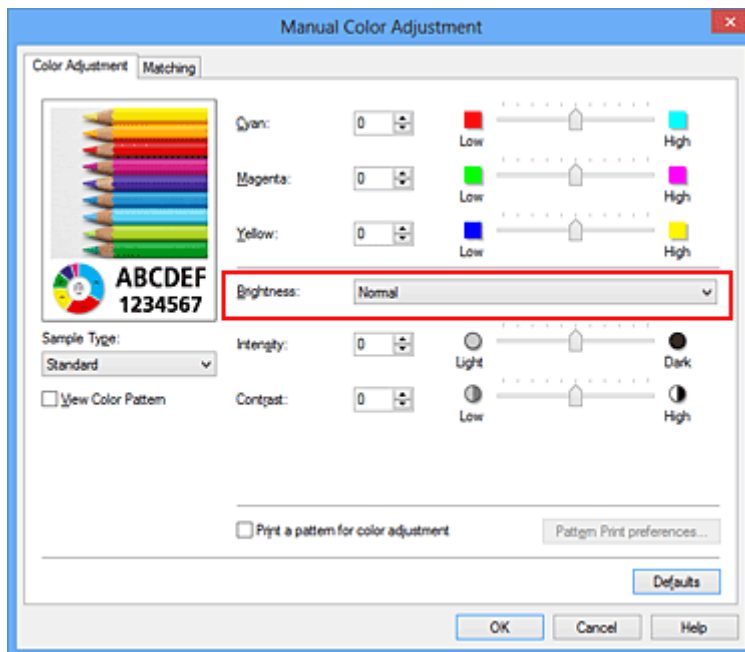 Manual Color Adjustment
Color Adjustment Matching
Cyan: 0 Low High
Magenta: 0 Low High
Yellow: 0 Low High
ABCDEF
1234567
Brightness: Normal
Sample Type:
Standard
View Color Pattern
Intensity: 0 Light Dark
Contrast: 0 Low High
Print a pattern for color adjustment Pattern Print preferences...
Defaults
OK Cancel Help